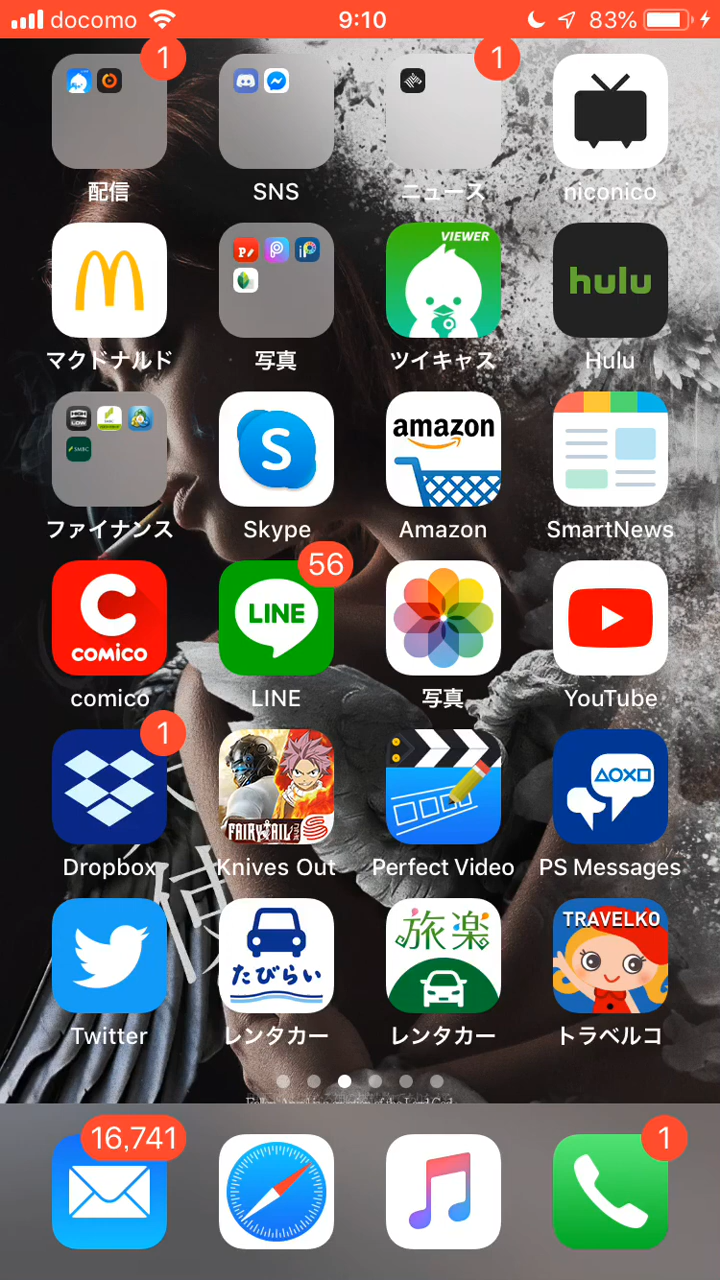 docomo 9:10 83%
1 1
配信 SNS ニュース niconico
VIEWER
hulu
マクドナルド 写真 ツイキャス Hulu
amazon
S
ファイナンス Skype Amazon SmartNews
56
comico LINE
comico LINE 写真 YouTube
1
FAIRY TAIL
Dropbox Knives Out Perfect Video PS Messages
使
たびらい 旅楽 TRAVELKO
Twitter レンタカー レンタカー トラベルコ
16,741 1